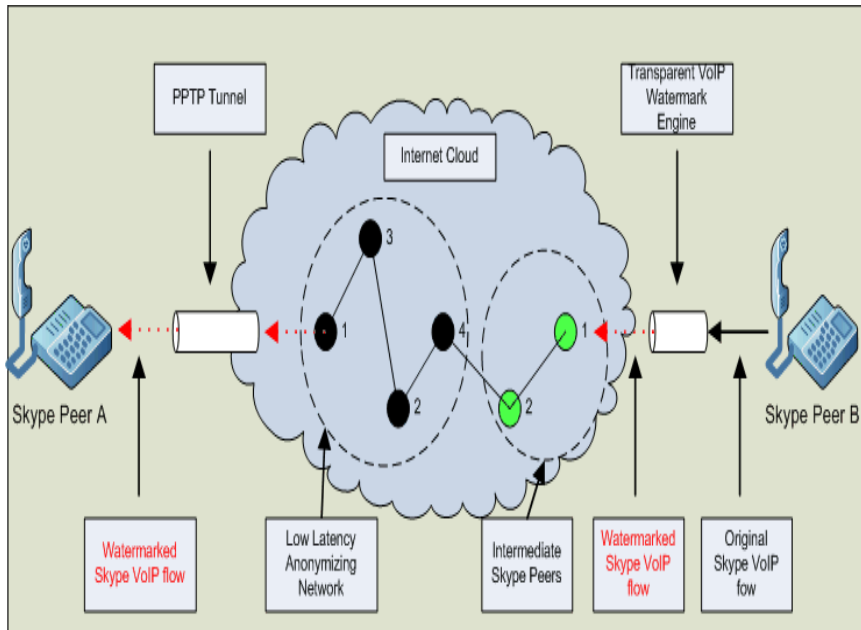 PPTP Tunnel
Transparent VoIP
Watermark
Engine
Internet Cloud
3
1
4
2
1
2
Skype Peer A
Skype Peer B
Watermarked
Skype VoIP flow
Low Latency
Anonymizing
Network
Intermediate
Skype Peers
Watermarked
Skype VoIP
flow
Original
Skype VoIP
fow